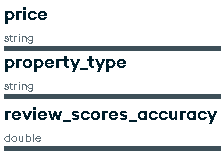 price
string
property_type
string
review_scores_accuracy
double